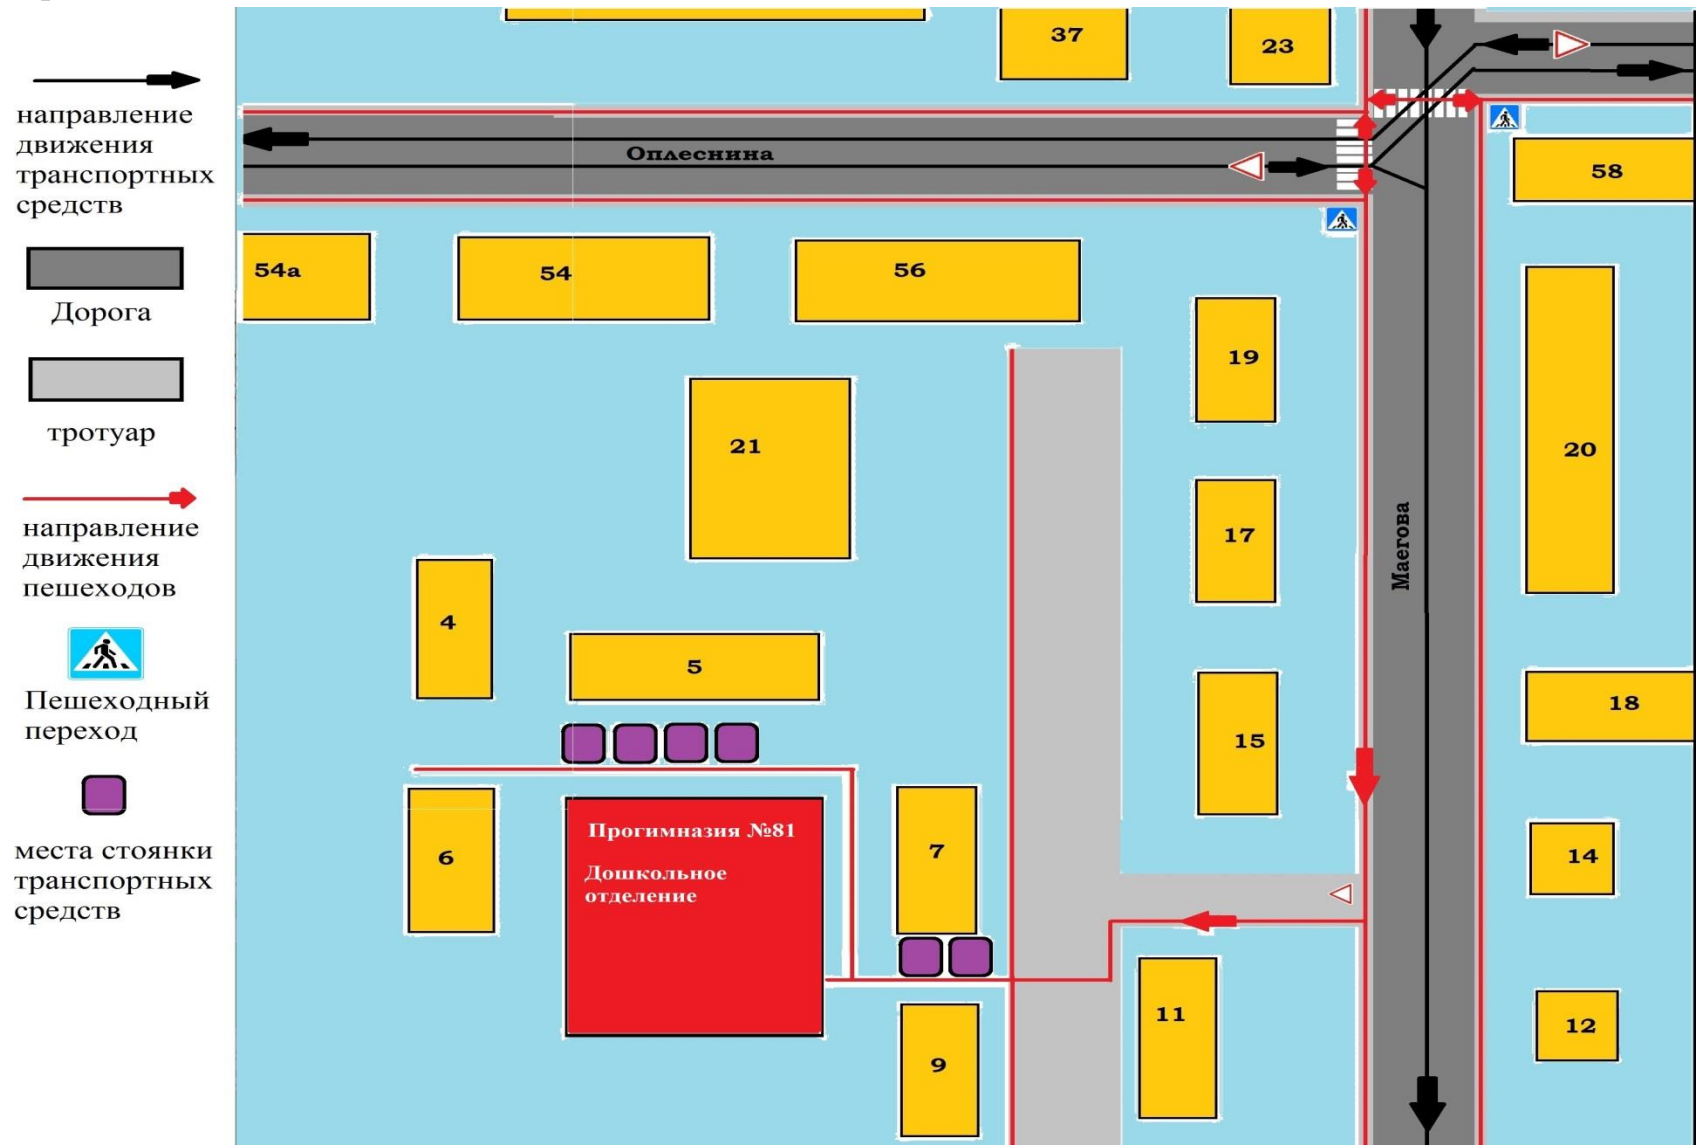 направление
движения
транспортных
средств
Дорога
тротуар
направление
движения
пешеходов
Пешеходный
переход
места стоянки
транспортных
средств
37
23
Оплеснина
58
54а
54
56
19
21
20
17
Маегова
4
5
18
15
Прогимназия №81
Дошкольное
отделение
6
7
14
11
12
9